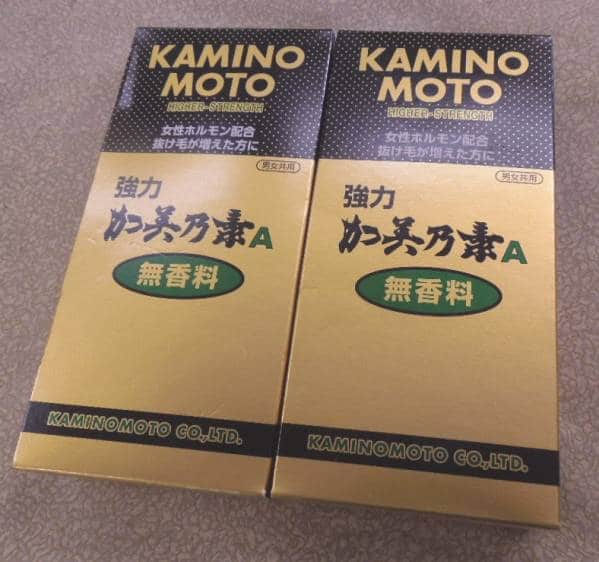 KAMINO
MOTO
HIGHER-STRENGTH
女性ホルモン配合
抜け毛が増えた方に
男女共用
強力
加美乃素A
無香料
KAMINOMOTO CO.,LTD.
KAMINO
MOTO
HIGHER-STRENGTH
女性ホルモン配合
抜け毛が増えた方に
男女共用
強力
加美乃素A
無香料
KAMINOMOTO CO.,LTD.